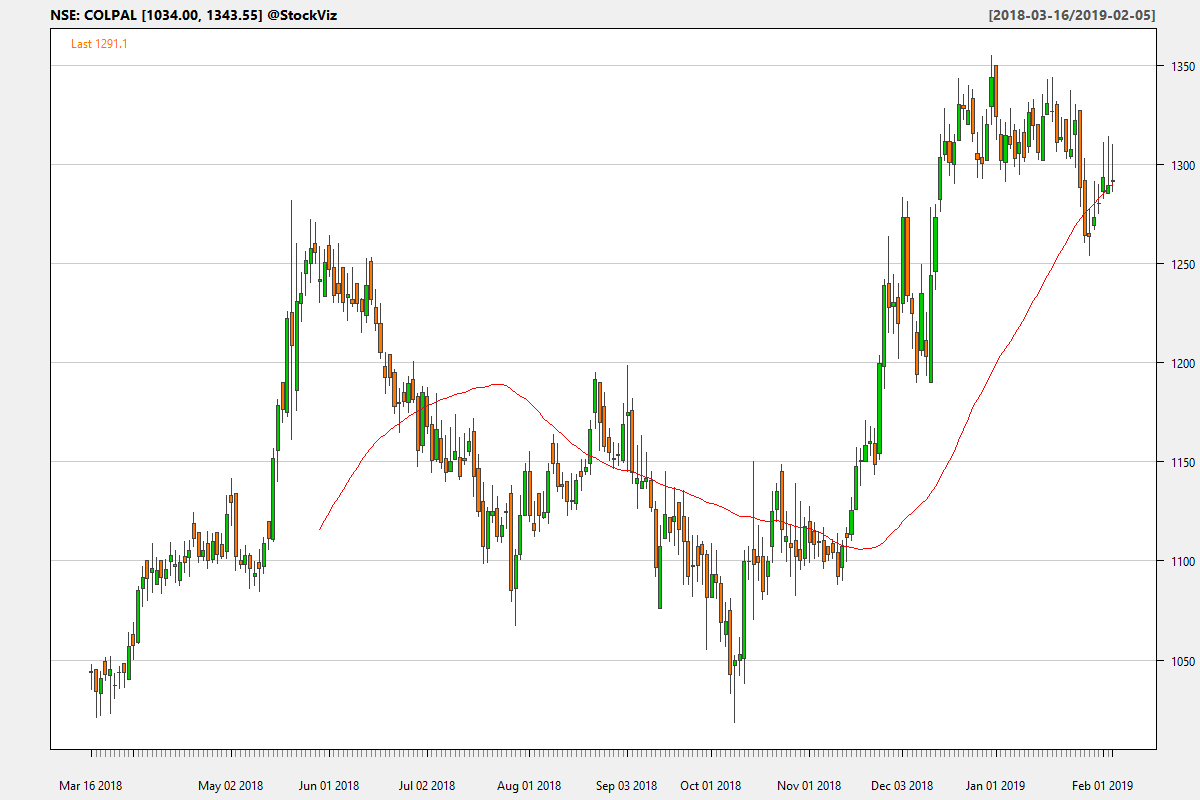 NSE: COLPAL [1034.00, 1343.55] @StockViz [2018-03-16/2019-02-05]
Last 1291.1
1350
1300
1250
1200
1150
1100
1050
Mar 16 2018 May 02 2018 Jun 01 2018 Jul 02 2018 Aug 01 2018 Sep 03 2018 Oct 01 2018 Nov 01 2018 Dec 03 2018 Jan 01 2019 Feb 01 2019